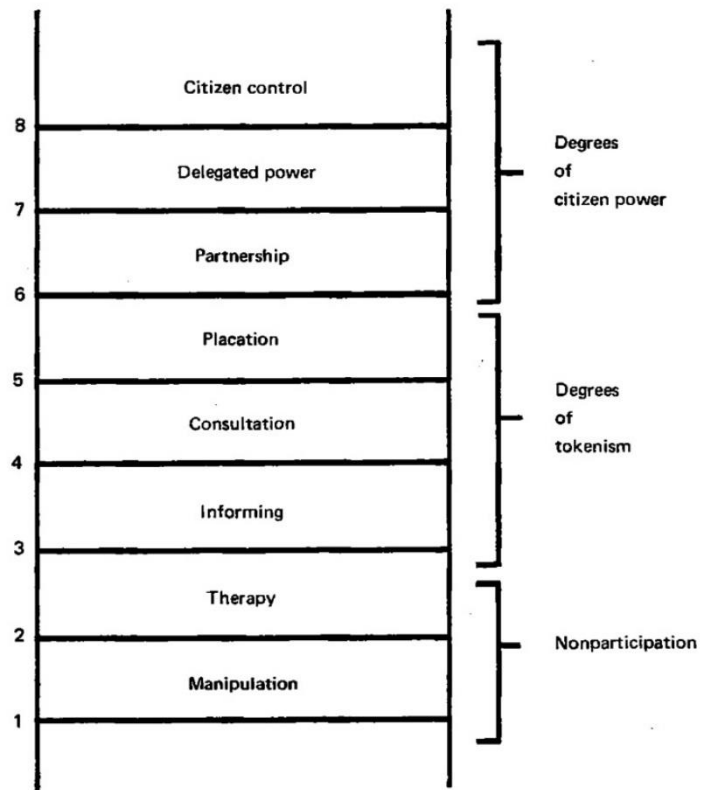 Citizen control
8
Delegated power
7
Partnership
6
Placation
5
Consultation
4
Informing
3
Therapy
2
Manipulation
1
Degrees
of
citizen power
Degrees
of
tokenism
Nonparticipation